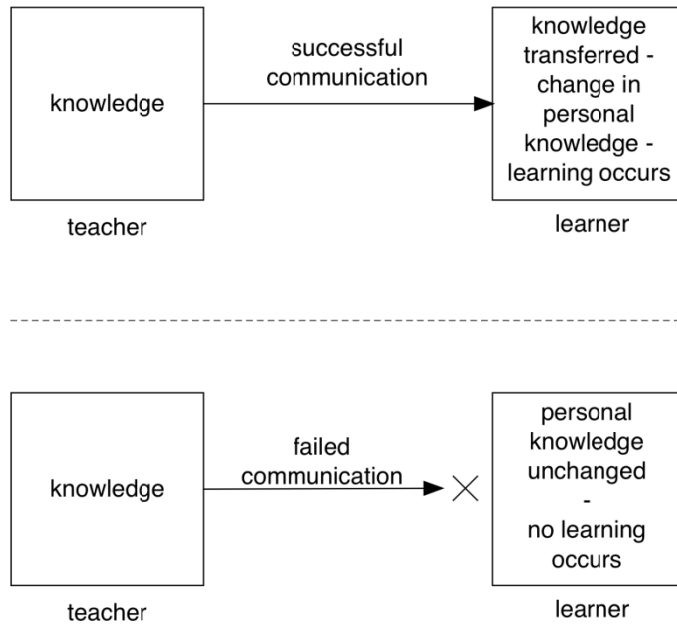 knowledge
successful
communication
knowledge
transferred -
change in
personal
knowledge -
learning occurs
teacher
learner
knowledge
failed
communication
personal
knowledge
unchanged
-
no learning
occurs
teacher
learner